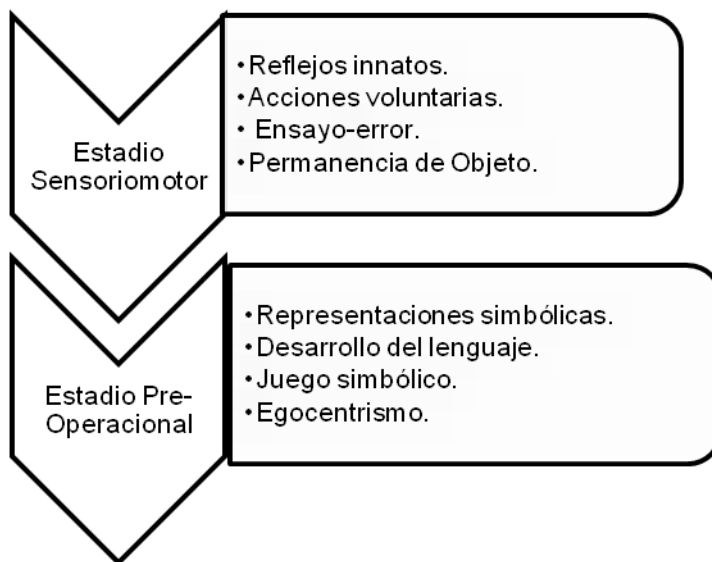 Estadio
Sensoriomotor
• Reflejos innatos.
• Acciones voluntarias.
• Ensayo-error.
• Permanencia de Objeto.
Estadio Pre-
Operacional
• Representaciones simbólicas.
• Desarrollo del lenguaje.
• Juego simbólico.
• Egocentrismo.